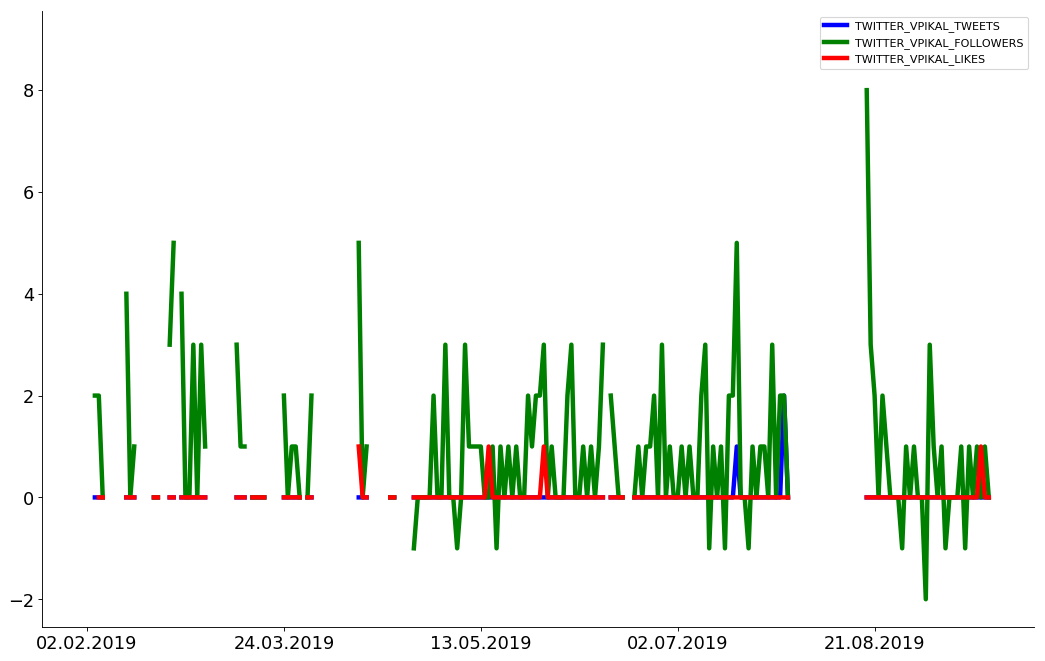 TWITTER_VPIKAL_TWEETS
TWITTER_VPIKAL_FOLLOWERS
TWITTER_VPIKAL_LIKES
8
6
4
2
0
−2
02.02.2019 24.03.2019 13.05.2019 02.07.2019 21.08.2019